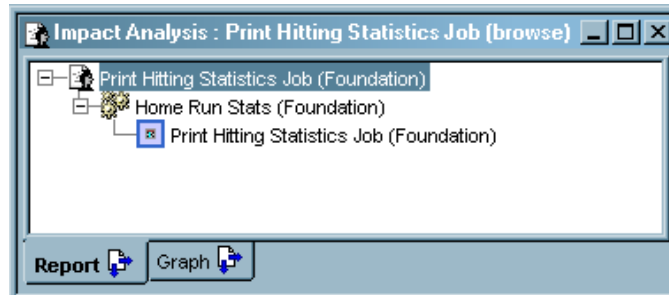 Impact Analysis : Print Hitting Statistics Job (browse)
Print Hitting Statistics Job (Foundation)
Home Run Stats (Foundation)
Print Hitting Statistics Job (Foundation)
Report Graph